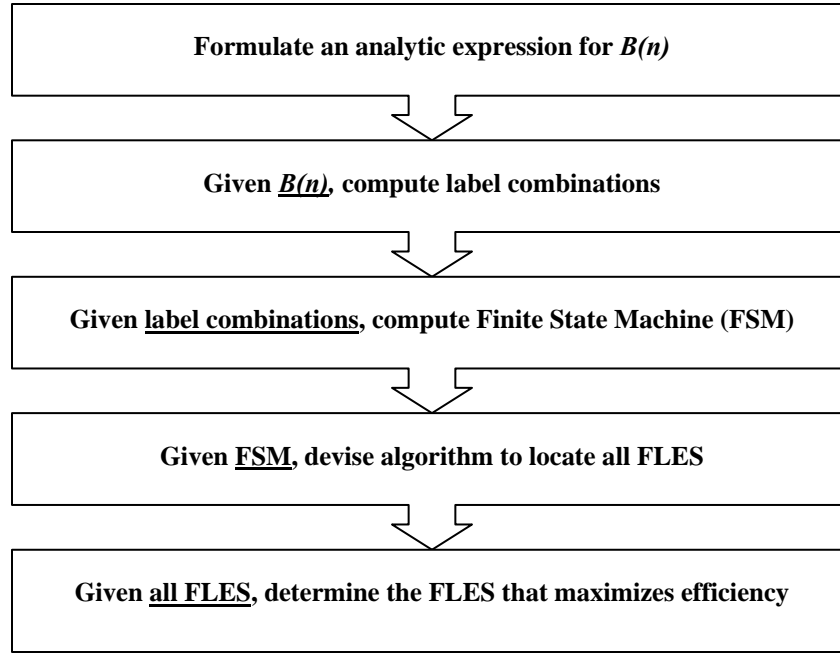 Formulate an analytic expression for B(n)
Given B(n), compute label combinations
Given label combinations, compute Finite State Machine (FSM)
Given FSM, devise algorithm to locate all FLES
Given all FLES, determine the FLES that maximizes efficiency